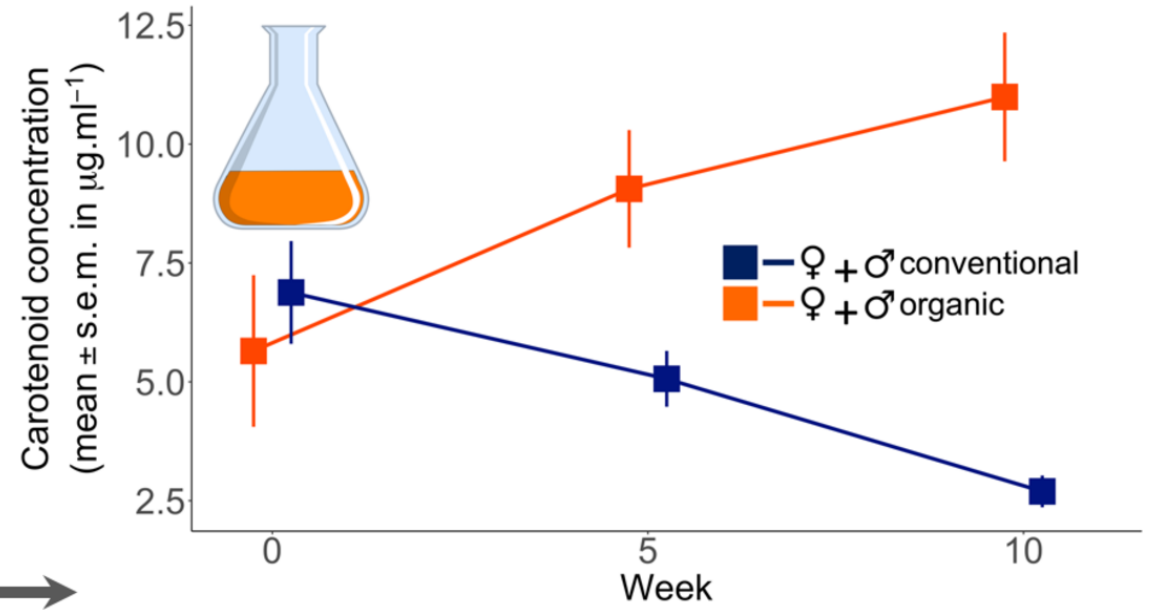 Carotenoid concentration
(mean ± s.e.m. in μg.ml⁻¹)
12.5
10.0
7.5
5.0
2.5
♀ + ♂ conventional
♀ + ♂ organic
0 5 10
Week